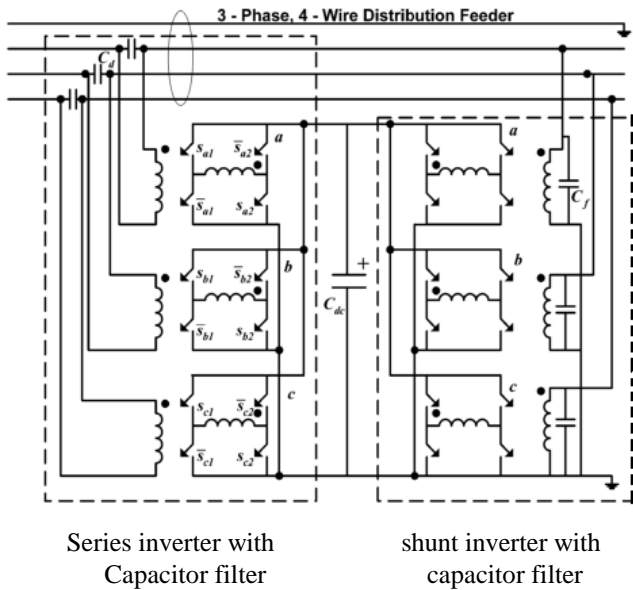 3 - Phase, 4 - Wire Distribution Feeder
C_d
a
s_a1 s̅_a2
s̅_a1 s_a2
b
s_b1 s̅_b2
s̅_b1 s_b2
c
s_c1 s̅_c2
s̅_c1 s_c2
+
C_dc
a
C_f
b
c
Series inverter with
Capacitor filter
shunt inverter with
capacitor filter